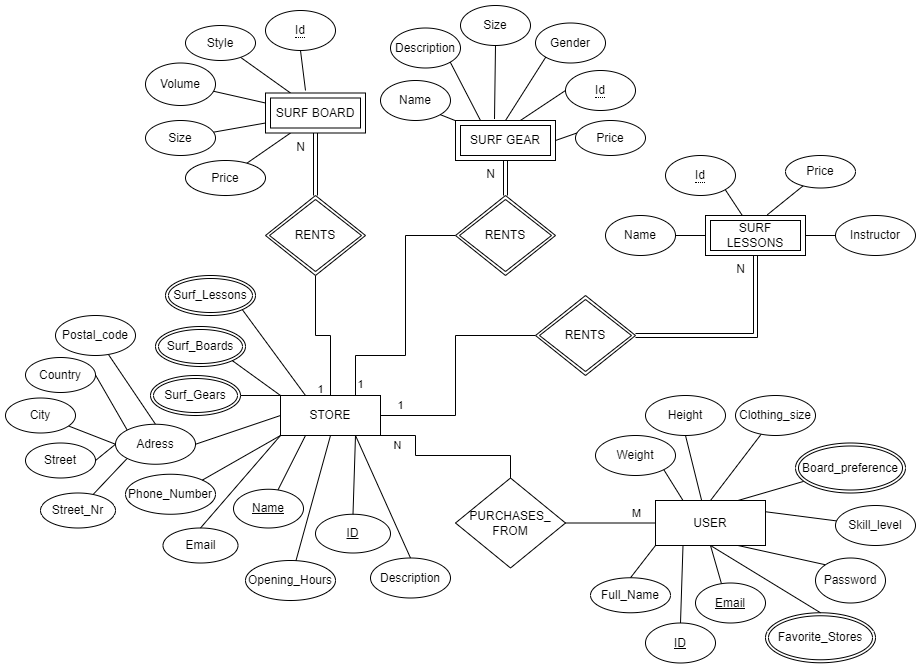 Id
Size
Style
Gender
Description
Volume
Id
Name
SURF BOARD
Size
N
SURF GEAR
Price
N
Price
Id
Price
RENTS
RENTS
Name
SURF
LESSONS
Instructor
N
Surf_Lessons
RENTS
Postal_code
Surf_Boards
Country
Surf_Gears
1
1
1
City
STORE
Height
Clothing_size
Adress
N
Street
Weight
Board_preference
Phone_Number
Name
Street_Nr
PURCHASES_
FROM
M
USER
Skill_level
ID
Email
Opening_Hours
Description
Password
Full_Name
Email
Favorite_Stores
ID